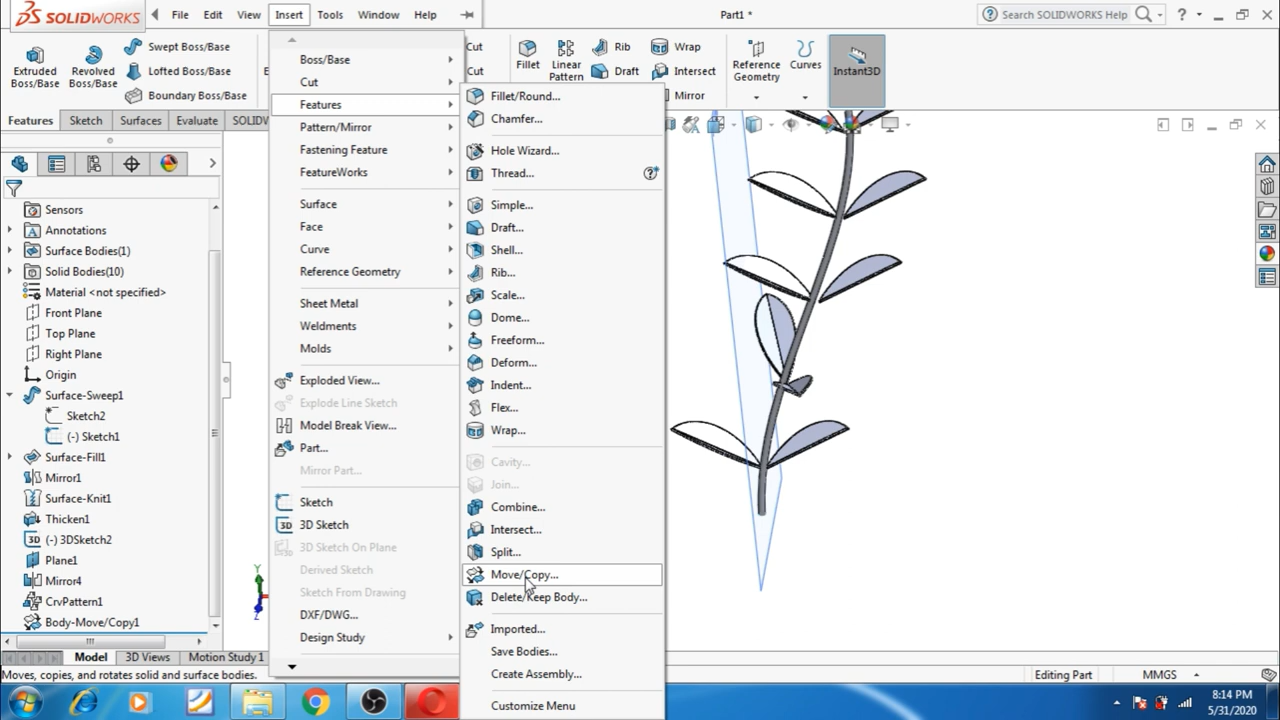 SOLIDWORKS
File Edit View Insert Tools Window Help
Part1 *
Search SOLIDWORKS Help
?
Extruded Boss/Base
Revolved Boss/Base
Swept Boss/Base
Lofted Boss/Base
Boundary Boss/Base
Cut
Cut
Fillet
Linear Pattern
Rib
Draft
Wrap
Intersect
Mirror
Reference Geometry
Curves
Instant3D
Features Sketch Surfaces Evaluate SOLIDW
Sensors
Annotations
Surface Bodies(1)
Solid Bodies(10)
Material <not specified>
Front Plane
Top Plane
Right Plane
Origin
Surface-Sweep1
Sketch2
(-) Sketch1
Surface-Fill1
Mirror1
Surface-Knit1
Thicken1
(-) 3DSketch2
Plane1
Mirror4
CrvPattern1
Body-Move/Copy1
Boss/Base
Cut
Features
Pattern/Mirror
Fastening Feature
FeatureWorks
Surface
Face
Curve
Reference Geometry
Sheet Metal
Weldments
Molds
Exploded View...
Explode Line Sketch
Model Break View...
Part...
Mirror Part...
Sketch
3D Sketch
3D Sketch On Plane
Derived Sketch
Sketch From Drawing
DXF/DWG...
Design Study
Fillet/Round...
Chamfer...
Hole Wizard...
Thread...
Simple...
Draft...
Shell...
Rib...
Scale...
Dome...
Freeform...
Deform...
Indent...
Flex...
Wrap...
Cavity...
Join...
Combine...
Intersect...
Split...
Move/Copy...
Delete/Keep Body...
Imported...
Save Bodies...
Create Assembly...
Customize Menu
Model 3D Views Motion Study 1
Moves, copies, and rotates solid and surface bodies.
Editing Part
MMGS
8:14 PM
5/31/2020